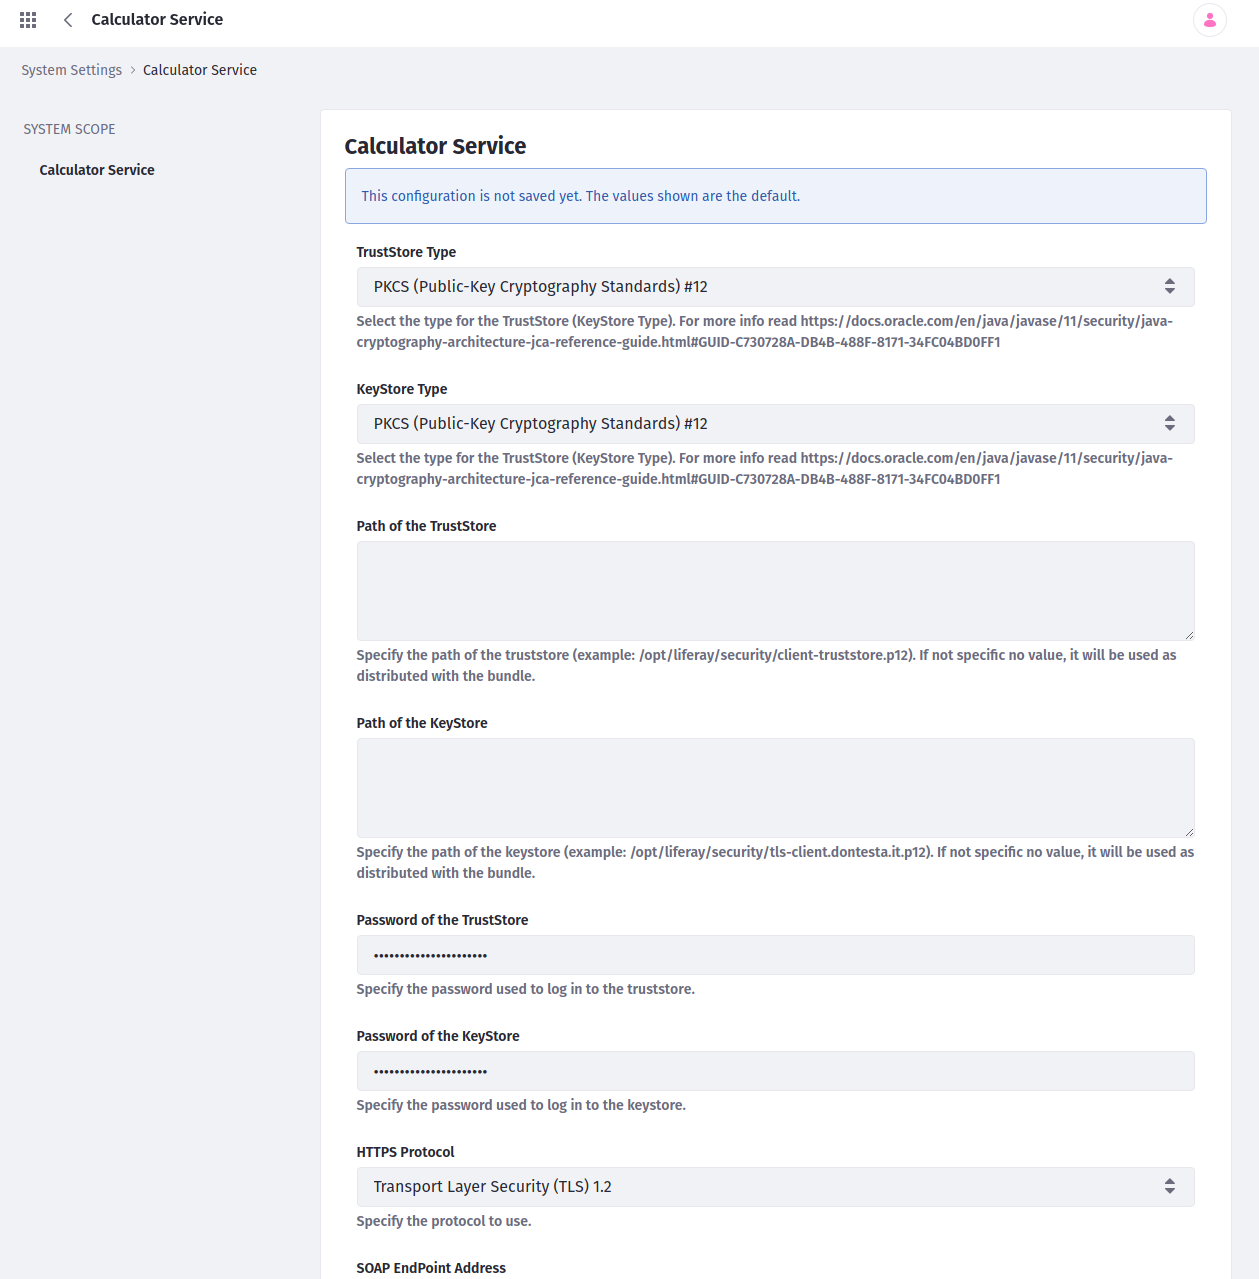 Calculator Service
System Settings > Calculator Service
SYSTEM SCOPE
Calculator Service
Calculator Service
This configuration is not saved yet. The values shown are the default.
TrustStore Type
PKCS (Public-Key Cryptography Standards) #12
Select the type for the TrustStore (KeyStore Type). For more info read https://docs.oracle.com/en/java/javase/11/security/java-
cryptography-architecture-jca-reference-guide.html#GUID-C730728A-DB4B-488F-8171-34FC04BD0FF1
KeyStore Type
PKCS (Public-Key Cryptography Standards) #12
Select the type for the TrustStore (KeyStore Type). For more info read https://docs.oracle.com/en/java/javase/11/security/java-
cryptography-architecture-jca-reference-guide.html#GUID-C730728A-DB4B-488F-8171-34FC04BD0FF1
Path of the TrustStore
Specify the path of the truststore (example: /opt/liferay/security/client-truststore.p12). If not specific no value, it will be used as
distributed with the bundle.
Path of the KeyStore
Specify the path of the keystore (example: /opt/liferay/security/tls-client.dontesta.it.p12). If not specific no value, it will be used as
distributed with the bundle.
Password of the TrustStore
••••••••••••••••••••••
Specify the password used to log in to the truststore.
Password of the KeyStore
••••••••••••••••••••••
Specify the password used to log in to the keystore.
HTTPS Protocol
Transport Layer Security (TLS) 1.2
Specify the protocol to use.
SOAP EndPoint Address